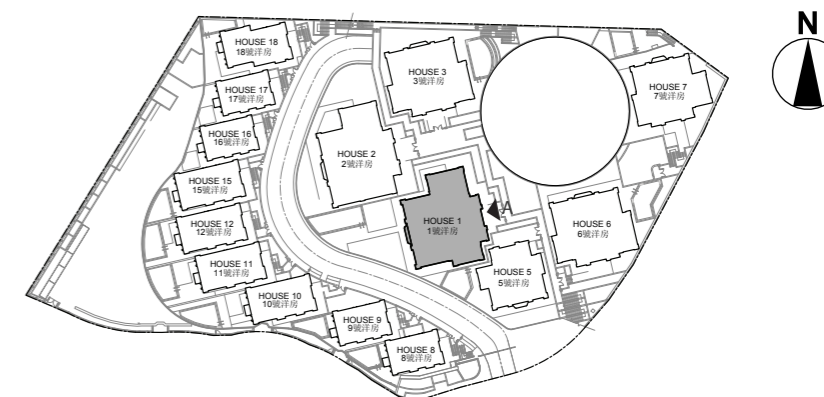 N
HOUSE 18
18號洋房
HOUSE 17
17號洋房
HOUSE 16
16號洋房
HOUSE 15
15號洋房
HOUSE 12
12號洋房
HOUSE 11
11號洋房
HOUSE 10
10號洋房
HOUSE 9
9號洋房
HOUSE 8
8號洋房
HOUSE 3
3號洋房
HOUSE 2
2號洋房
HOUSE 1
1號洋房
A
HOUSE 5
5號洋房
HOUSE 6
6號洋房
HOUSE 7
7號洋房